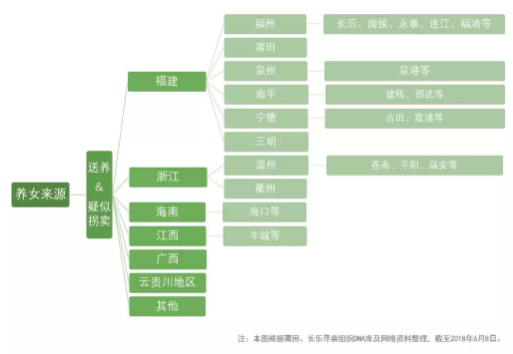 养女来源
送养
&
疑似
拐卖
福建
福州
长乐、闽侯、永泰、连江、福清等
莆田
泉州
泉港等
南平
建瓯、邵武等
宁德
古田、霞浦等
三明
浙江
温州
苍南、平阳、瑞安等
衢州
海南
海口等
江西
丰城等
广西
云贵川地区
其他
注：本图根据莆田、长乐寻亲组织DNA库及网络资料整理，截至2018年6月8日。